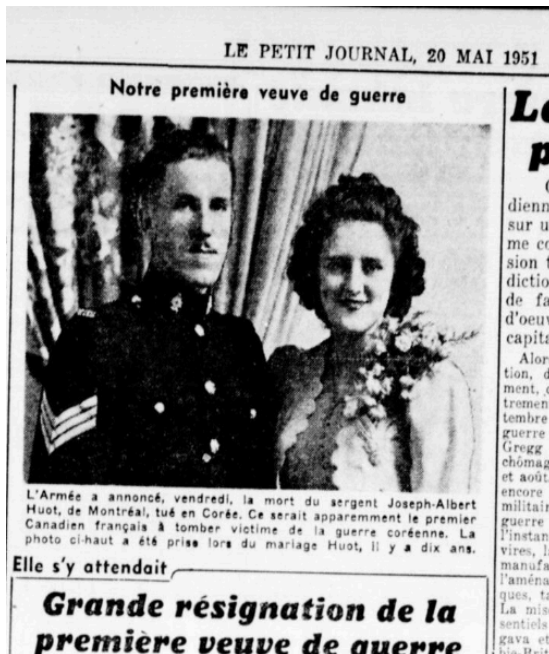 LE PETIT JOURNAL, 20 MAI 1951
Notre première veuve de guerre
L'Armée a annoncé, vendredi, la mort du sergent Joseph-Albert
Huot, de Montréal, tué en Corée. Ce serait apparemment le premier
Canadien français à tomber victime de la guerre coréenne. La
photo ci-haut a été prise lors du mariage Huot, il y a dix ans.
Elle s'y attendait
Grande résignation de la
première veuve de guerre
dienn
sur u
me co
sion t
dictio
de fa
d'oeuv
capita
Alor
tion, d
ment, c
tremen
tembre
guerre
Gregg
chômag
et août
encore
militair
guerre
l'instan
vires, l
manufa
l'aména
ques, ta
La mis
sentiels
gava et